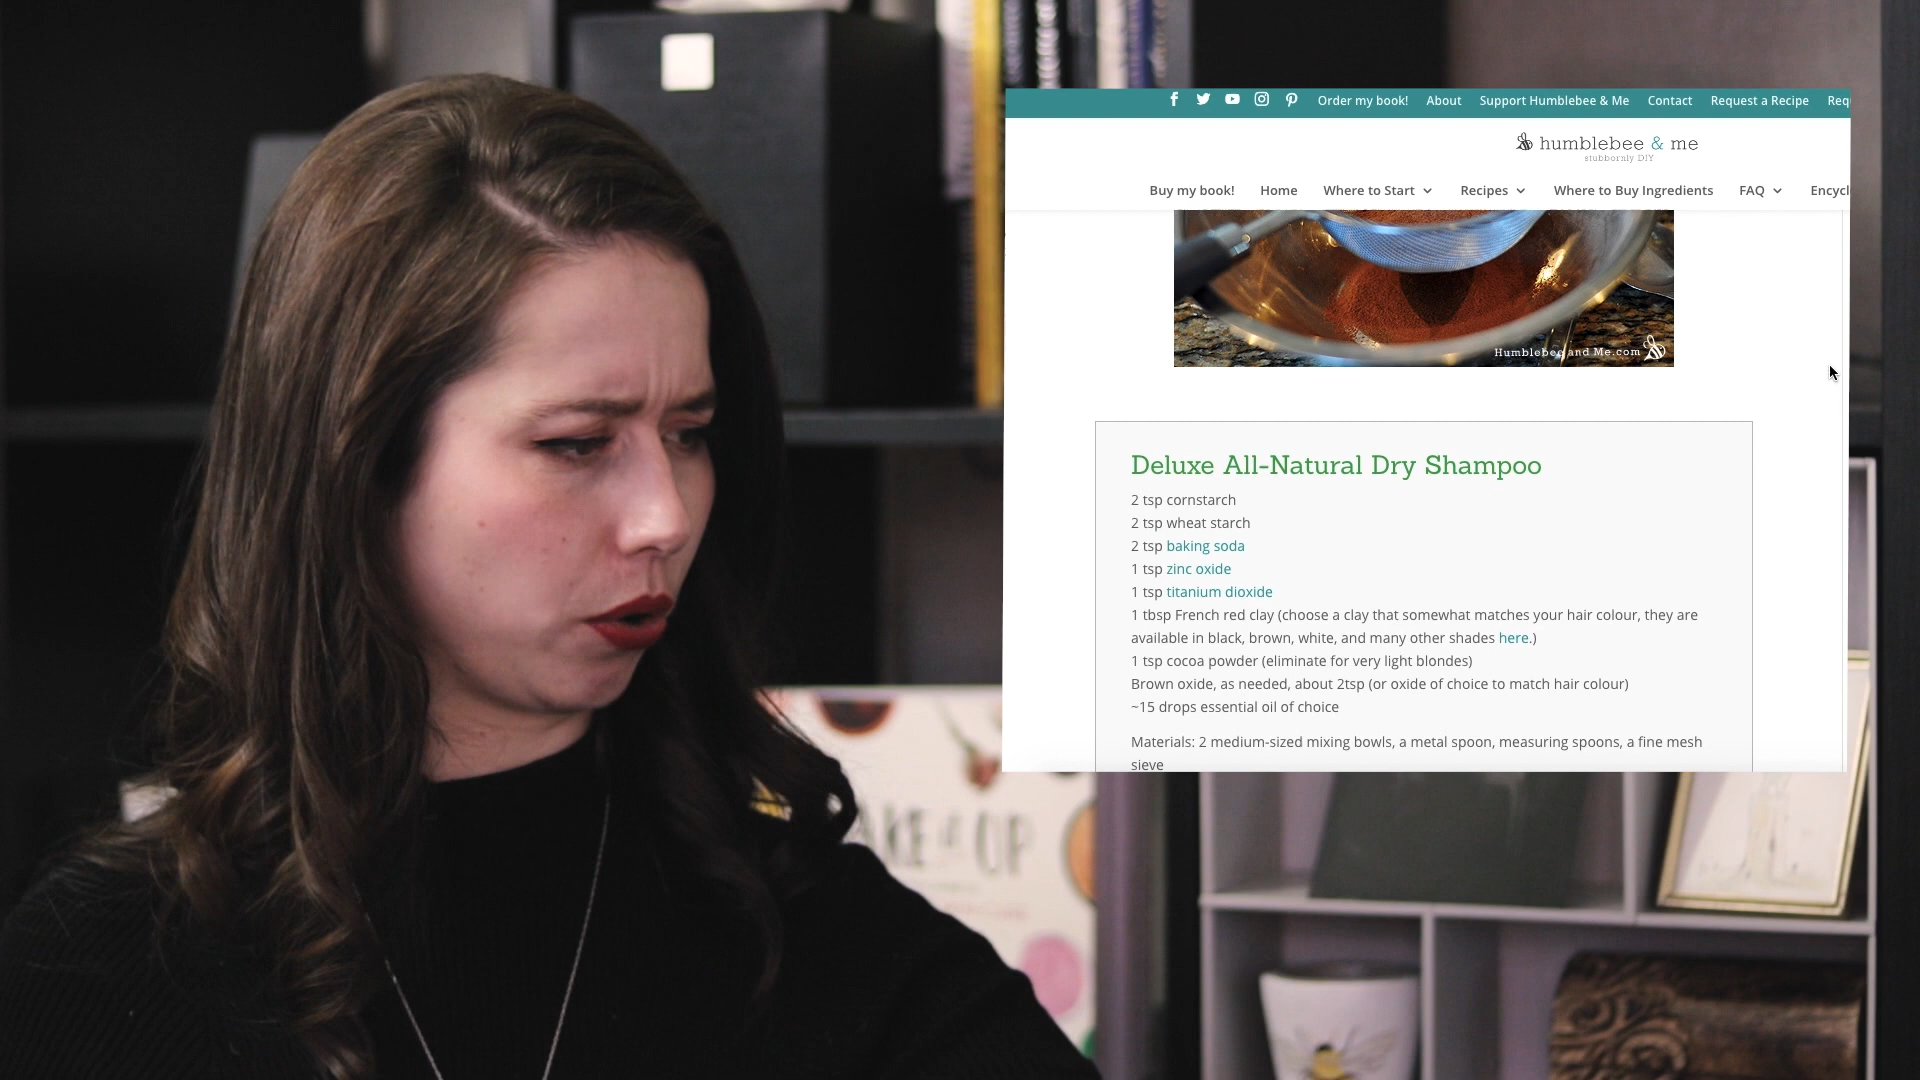 Order my book! About Support Humblebee & Me Contact Request a Recipe
humblebee & me
stubbornly DIY
Buy my book! Home Where to Start Recipes Where to Buy Ingredients FAQ
Humblebee and Me.com
Deluxe All-Natural Dry Shampoo
2 tsp cornstarch
2 tsp wheat starch
2 tsp baking soda
1 tsp zinc oxide
1 tsp titanium dioxide
1 tbsp French red clay (choose a clay that somewhat matches your hair colour, they are
available in black, brown, white, and many other shades here.)
1 tsp cocoa powder (eliminate for very light blondes)
Brown oxide, as needed, about 2tsp (or oxide of choice to match hair colour)
~15 drops essential oil of choice
Materials: 2 medium-sized mixing bowls, a metal spoon, measuring spoons, a fine mesh
sieve
UP